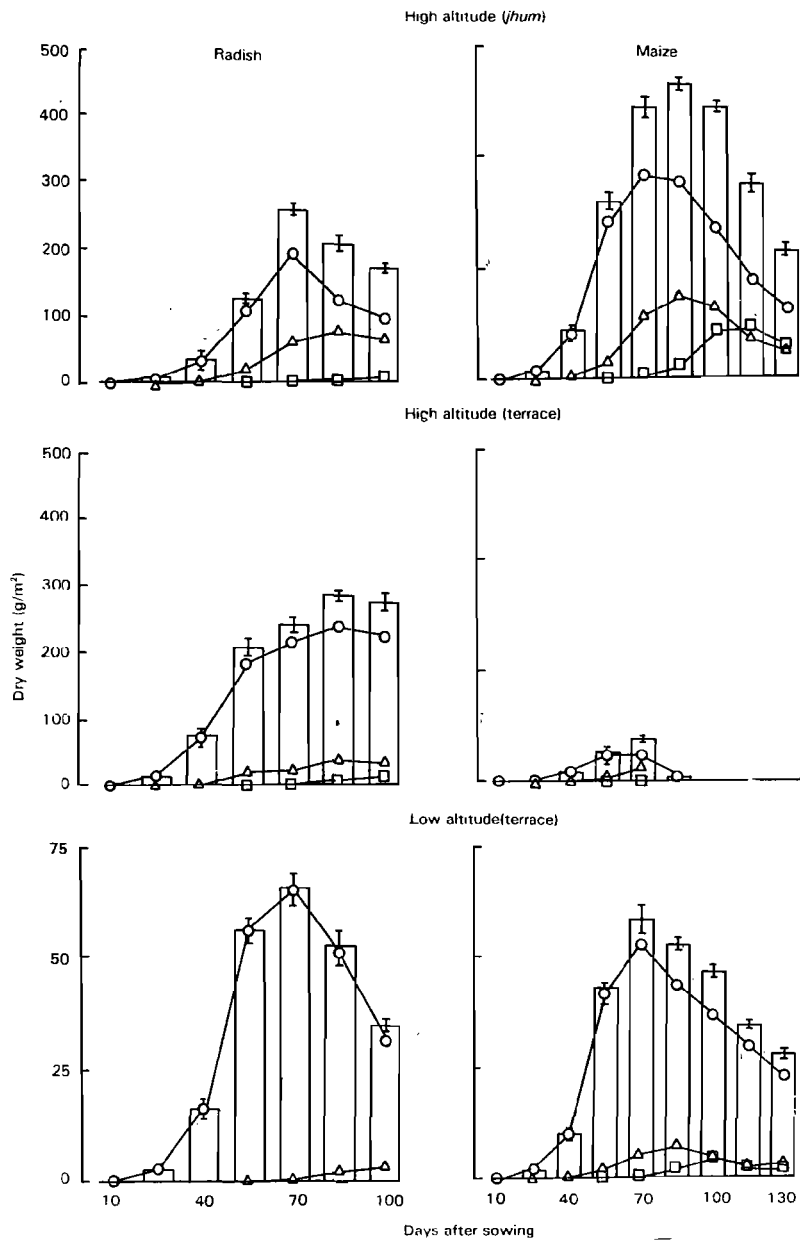 High altitude (jhum)
Radish
Maize
500
400
300
200
100
0
High altitude (terrace)
500
400
300
200
100
0
Dry weight (g/m²)
Low altitude(terrace)
75
50
25
0
10 40 70 100
10 40 70 100 130
Days after sowing